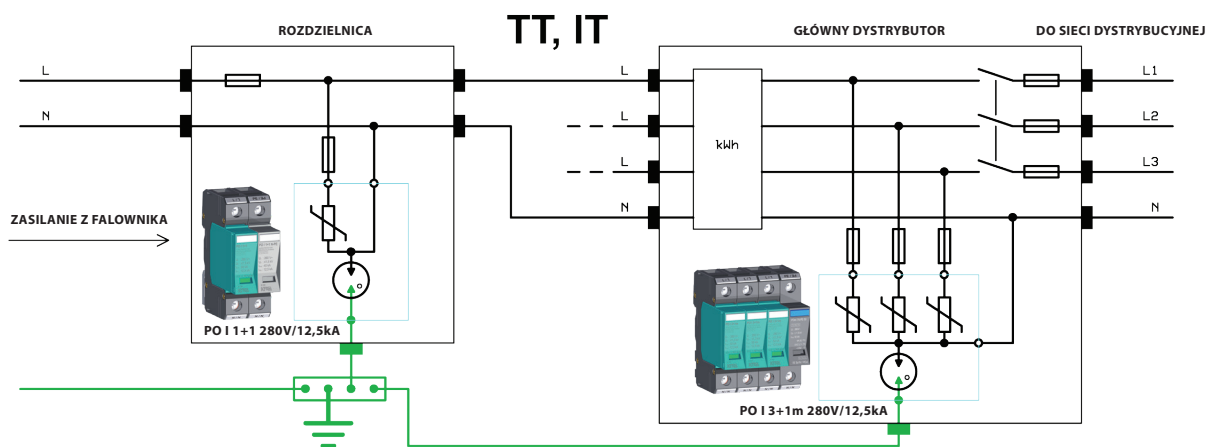 TT, IT
ROZDZIELNICA
GŁÓWNY DYSTRYBUTOR
DO SIECI DYSTRYBUCYJNEJ
L
L
L1
N
L
L2
kWh
L
L3
N
N
ZASILANIE Z FALOWNIKA
PO I 1+1 280V/12,5kA
PO I 3+1m 280V/12,5kA